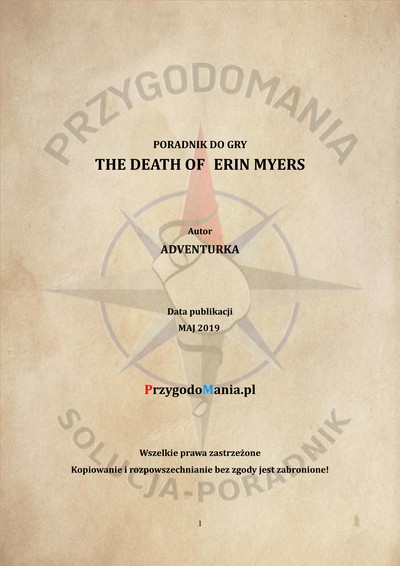 PRZYGODOMANIA
PORADNIK DO GRY
THE DEATH OF ERIN MYERS
Autor
ADVENTURKA
Data publikacji
MAJ 2019
PrzygodoMania.pl
SOLUCJA-PORADNIK
Wszelkie prawa zastrzeżone
Kopiowanie i rozpowszechnianie bez zgody jest zabronione!
1